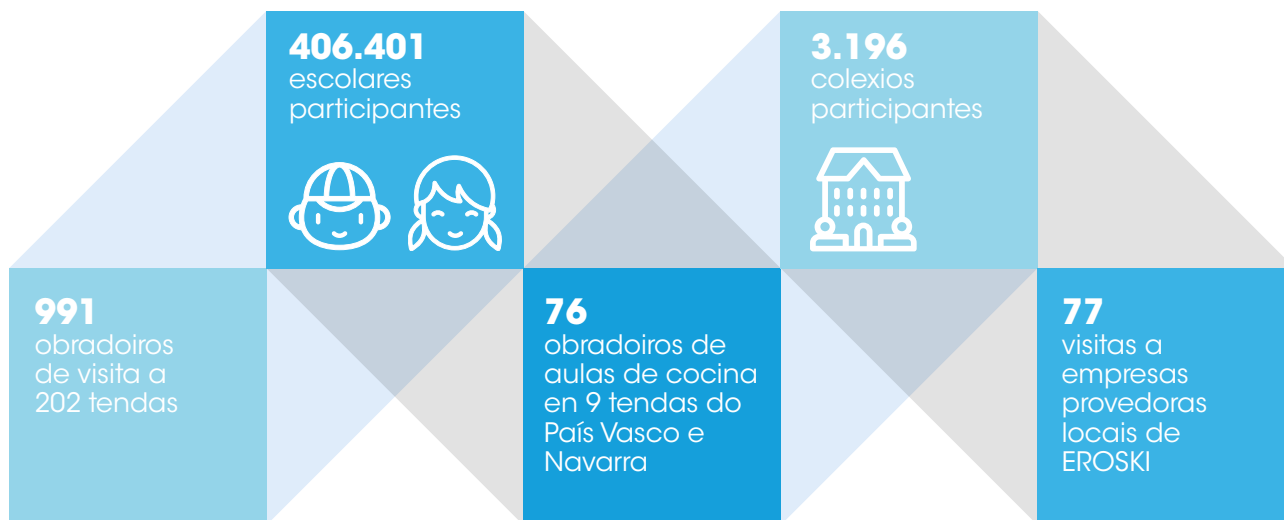 406.401
escolares
participantes
3.196
colexios
participantes
991
obradoiros
de visita a
202 tendas
76
obradoiros de
aulas de cocina
en 9 tendas do
País Vasco e
Navarra
77
visitas a
empresas
provedoras
locais de
EROSKI